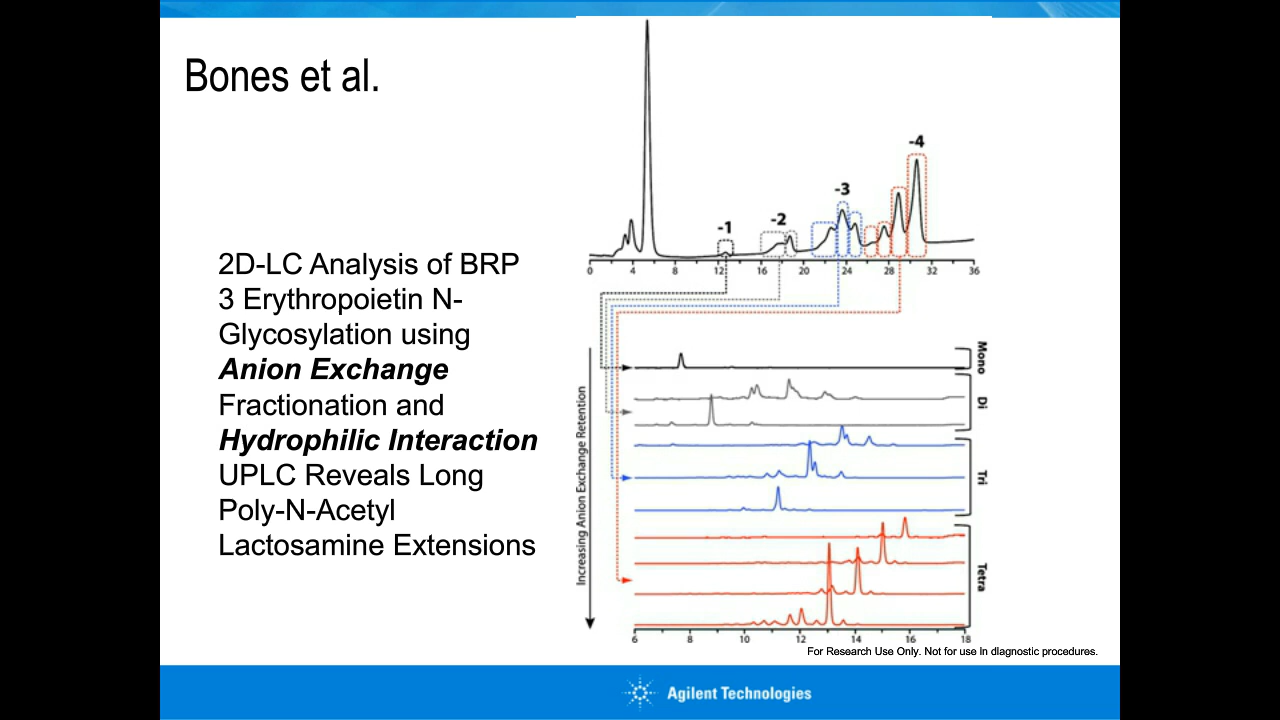 Bones et al.
2D-LC Analysis of BRP
3 Erythropoietin N-
Glycosylation using
Anion Exchange
Fractionation and
Hydrophilic Interaction
UPLC Reveals Long
Poly-N-Acetyl
Lactosamine Extensions
-1
-2
-3
-4
0 4 8 12 16 20 24 28 32 36
Increasing Anion Exchange Retention
Mono
Di
Tri
Tetra
6 8 10 12 14 16 18
For Research Use Only. Not for use in diagnostic procedures.
Agilent Technologies